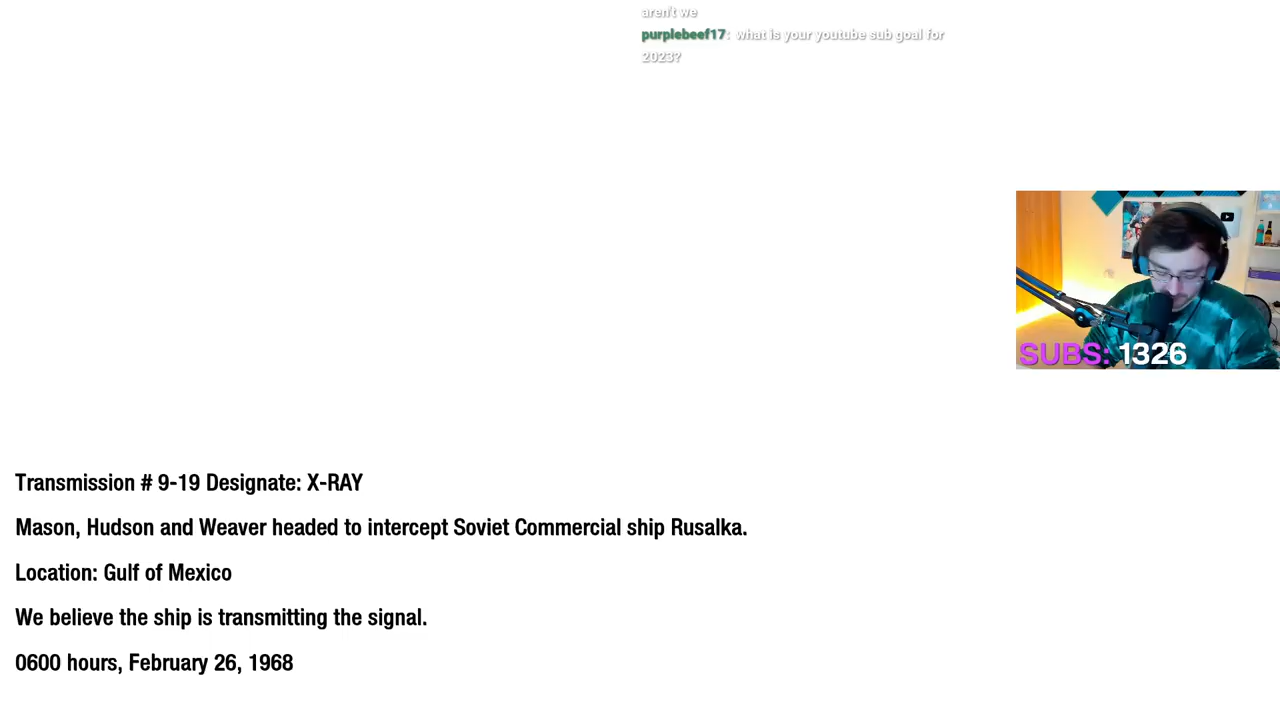 aren't we
purplebeef17: what is your youtube sub goal for
2023?
SUBS: 1326
Transmission # 9-19 Designate: X-RAY
Mason, Hudson and Weaver headed to intercept Soviet Commercial ship Rusalka.
Location: Gulf of Mexico
We believe the ship is transmitting the signal.
0600 hours, February 26, 1968